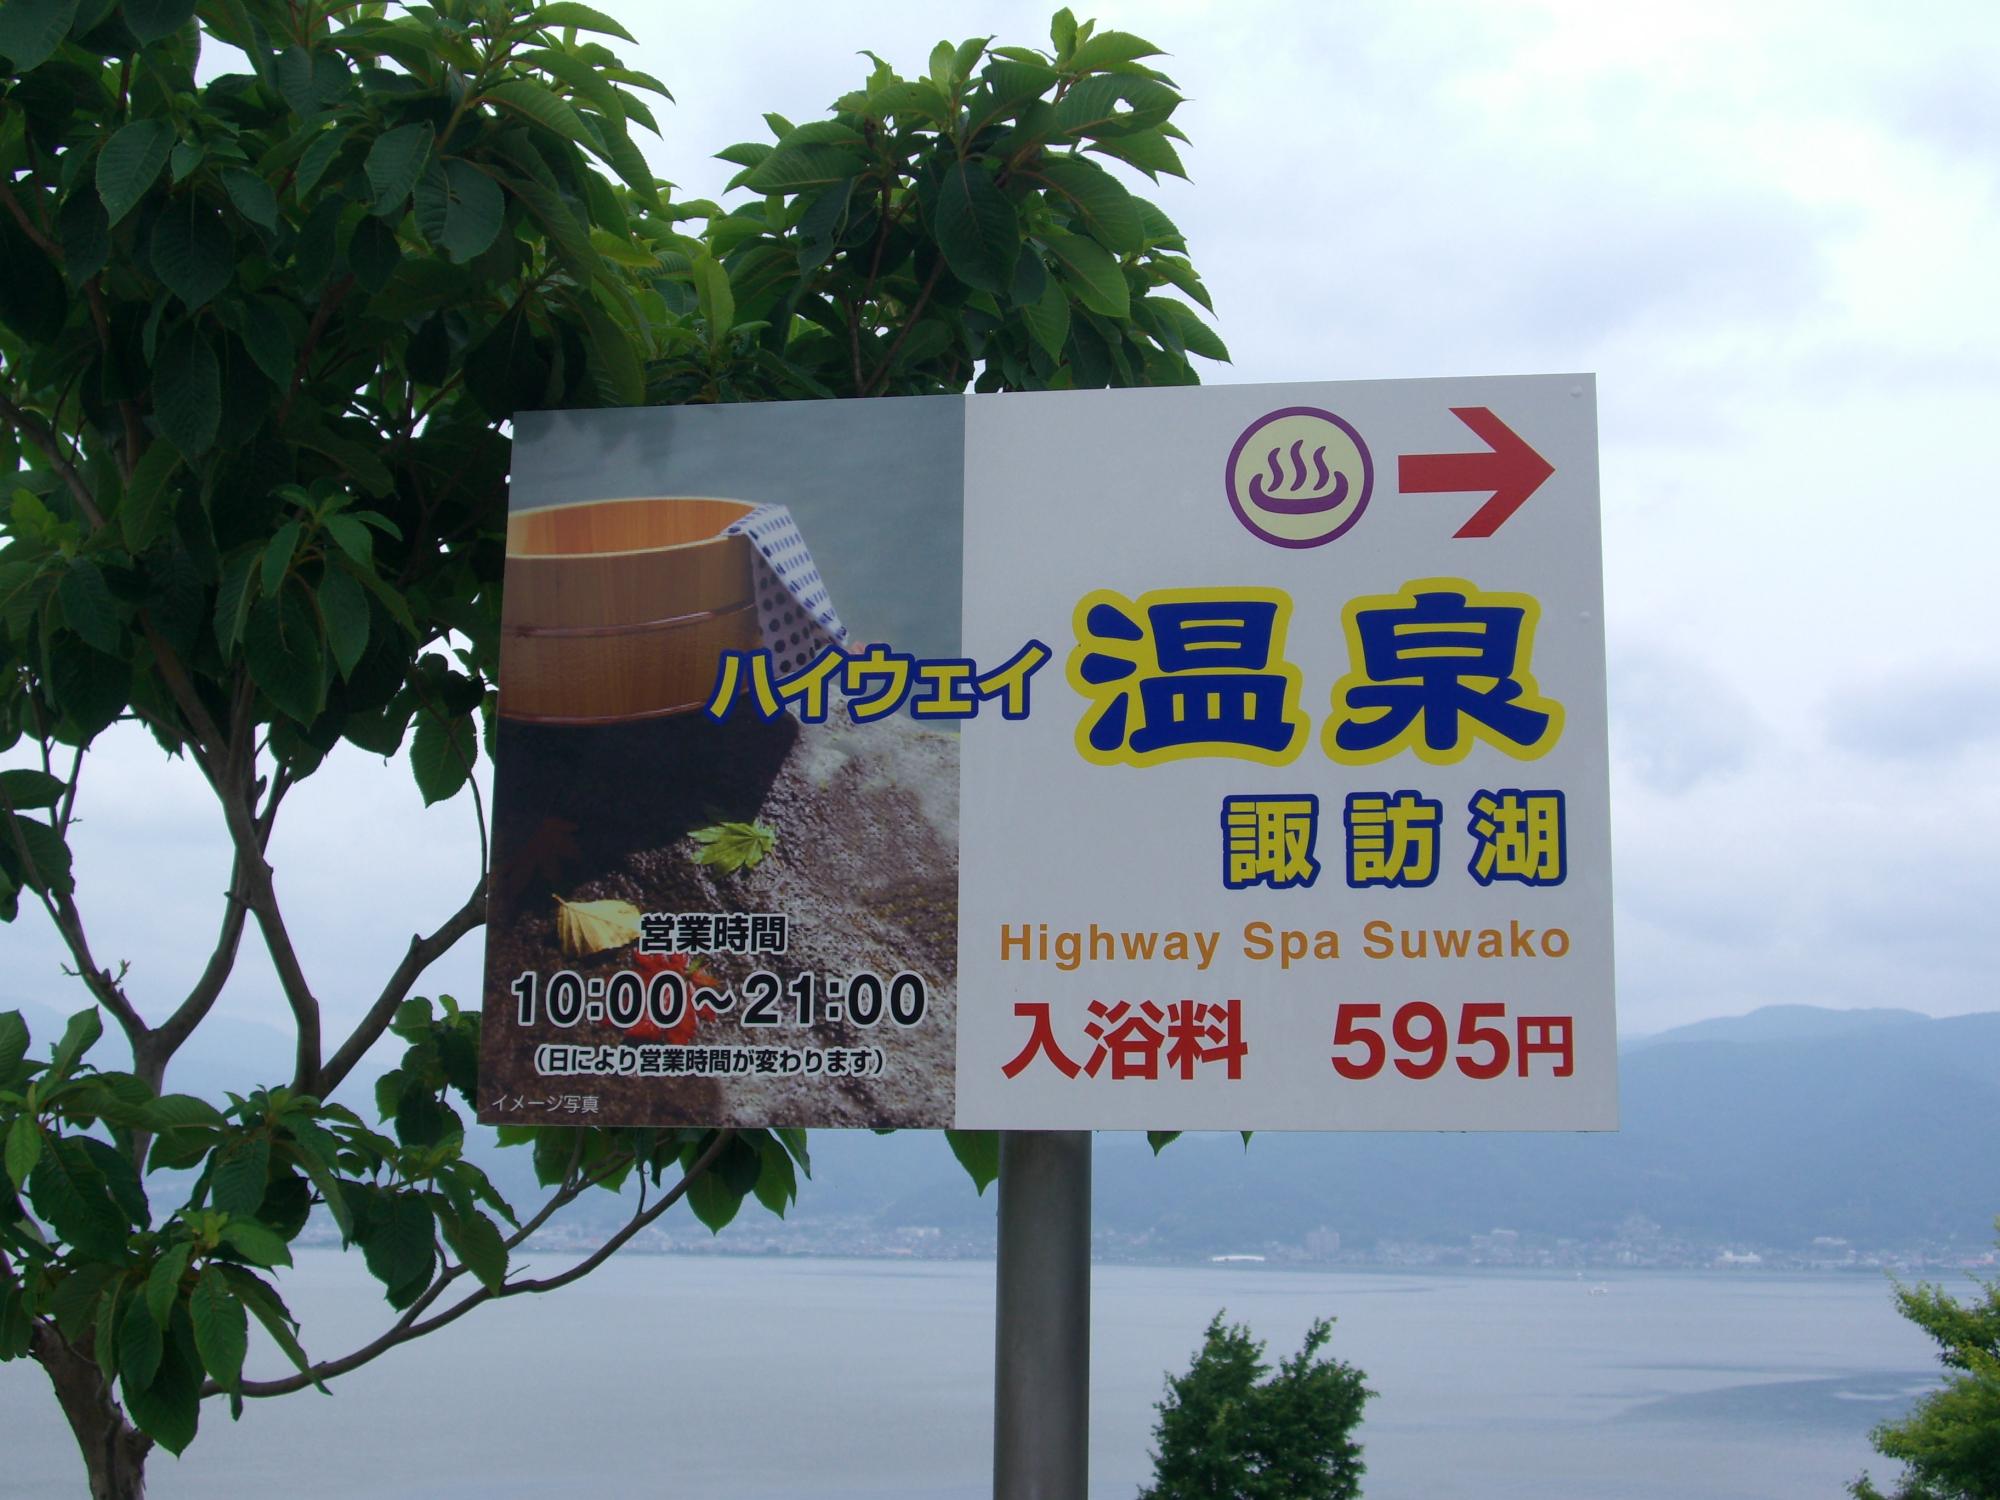 ハイウェイ 温泉
諏訪湖
Highway Spa Suwako
入浴料 595円
営業時間
10:00～21:00
（日により営業時間が変わります）
イメージ写真